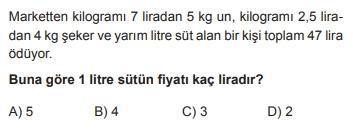 Marketten kilogramı 7 liradan 5 kg un, kilogramı 2,5 lira-
dan 4 kg şeker ve yarım litre süt alan bir kişi toplam 47 lira
ödüyor.
Buna göre 1 litre sütün fiyatı kaç liradır?
A) 5 B) 4 C) 3 D) 2